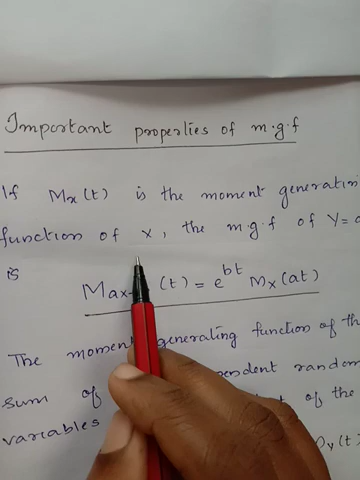 Important properties of m.g.f
If Mx(t) is the moment generatin
function of x, the m.g.f of Y=a
is
Max (t) = e^bt Mx(at)
The moment generating function of th
sum of pendent random
variables of the
y(t)